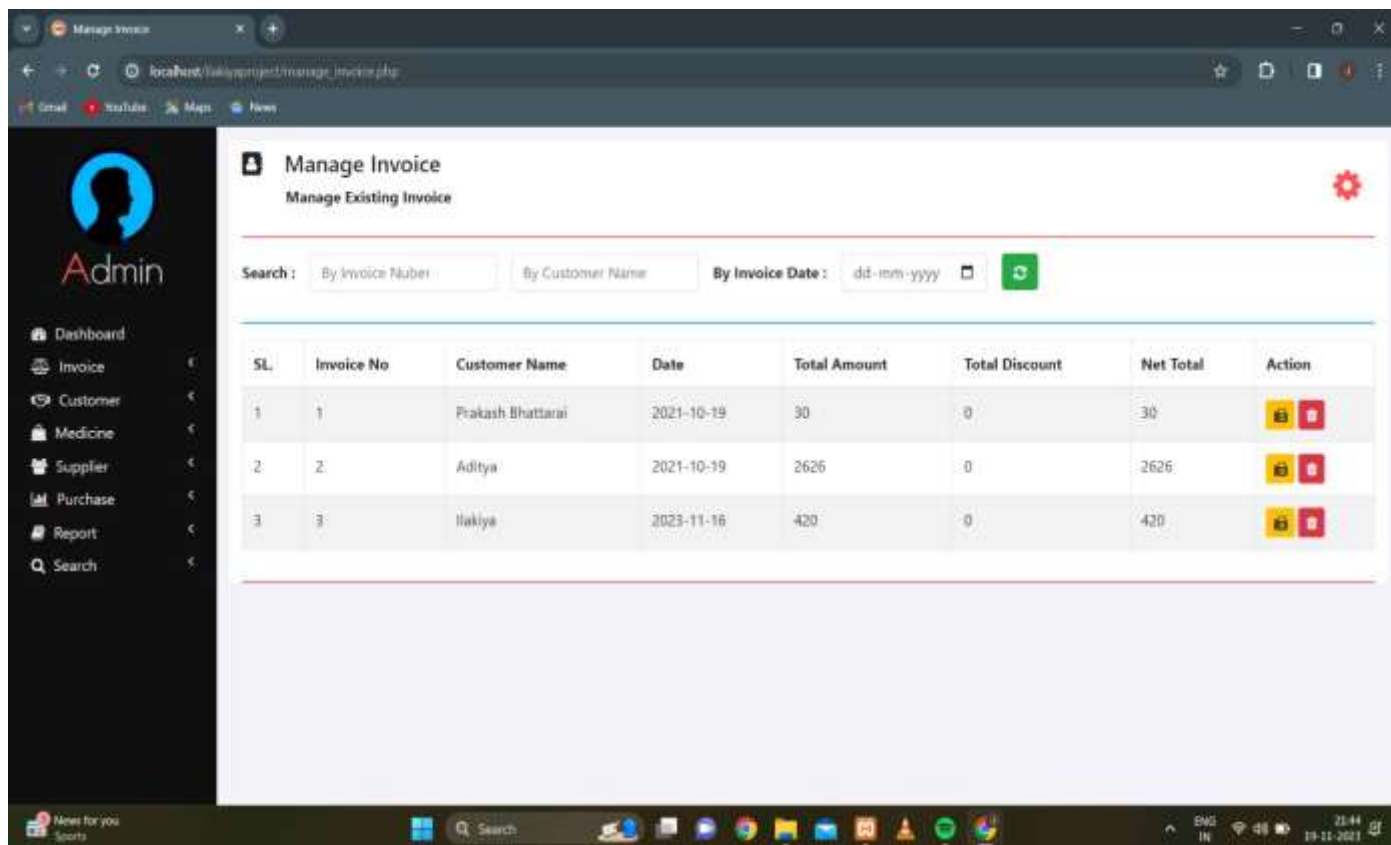 Manage Invoice
localhost/ilakiyaproject/manage_invoice.php
Gmail YouTube Maps News
Admin
Dashboard
Invoice
Customer
Medicine
Supplier
Purchase
Report
Search
Manage Invoice
Manage Existing Invoice
Search : By Invoice Nuber By Customer Name By Invoice Date : dd-mm-yyyy
SL. Invoice No Customer Name Date Total Amount Total Discount Net Total Action
1 1 Prakash Bhattarai 2021-10-19 30 0 30
2 2 Aditya 2021-10-19 2626 0 2626
3 3 Ilakiya 2023-11-16 420 0 420
News for you
Sports
Search
ENG
IN
21:44
19-11-2023